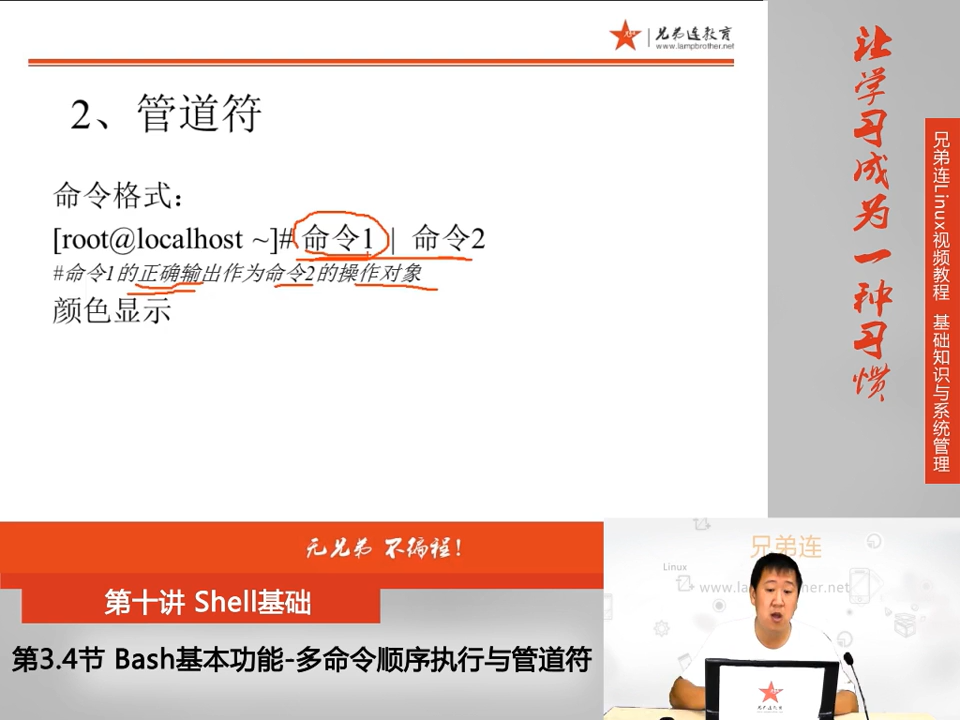 兄弟连教育
www.lampbrother.net
2、管道符
命令格式：
[root@localhost ~]# 命令1 | 命令2
#命令1的正确输出作为命令2的操作对象
颜色显示
让学习成为一种习惯
兄弟连Linux视频教程 基础知识与系统管理
无兄弟 不编程！
第十讲 Shell基础
第3.4节 Bash基本功能-多命令顺序执行与管道符
兄弟连
Linux
兄弟连教育